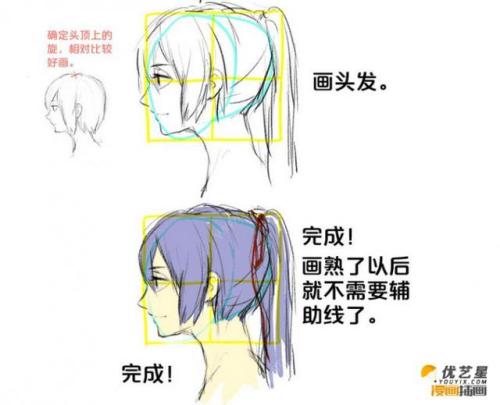 确定头顶上的
旋，相对比较
好画。
画头发。
完成！
画熟了以后
就不需要辅
助线了。
完成！
优艺星
YOUYIX.COM
漫画插画